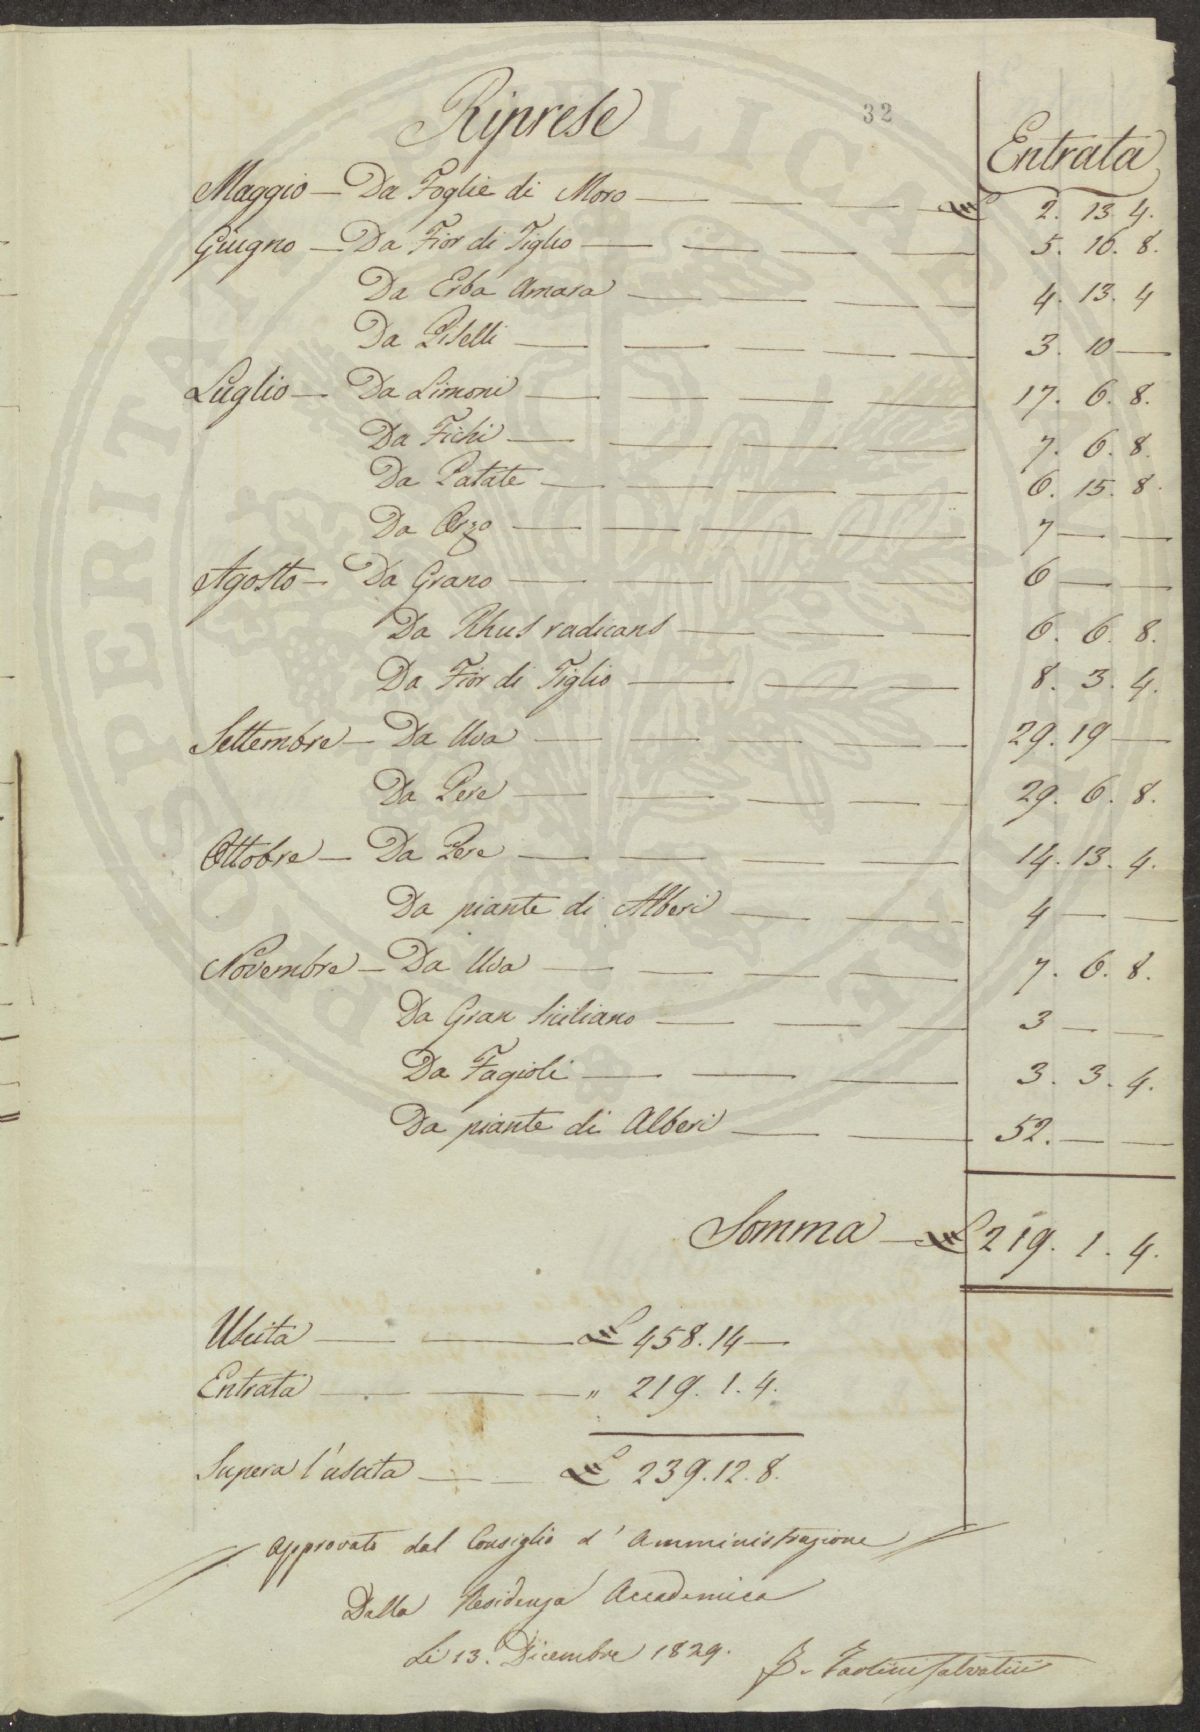 32
Riprese
Entrata
Maggio — Da Foglie di Moro — — — £ 2. 13. 4.
Giugno — Da Fior di Tiglio — — — — 5. 16. 8.
Da Erba Amara — — — — 4. 13. 4
Da Piselli — — — — — 3. 10 —
Luglio — Da Limoni — — — — 17. 6. 8.
Da Fichi — — — — 7. 6. 8.
Da Patate — — — — 6. 15. 8.
Da Orzo — — — — 7 — —
Agosto — Da Grano — — — — — 6 — —
Da Rhus radicans — — — 6. 6. 8.
Da Fior di Tiglio — — — 8. 3. 4.
Settembre — Da Uva — — — — 29. 19 —
Da Pere — — — — — 29. 6. 8.
Ottobre — Da Pere — — — — 14. 13. 4.
Da piante di Alberi — — 4 — —
Novembre — Da Uva — — — — 7. 6. 8.
Da Gran Siciliano — — — 3 — —
Da Fagioli — — — 3. 3. 4.
Da piante di Alberi — — 52. — —
Somma — £ 219. 1. 4.
Uscita — — £ 458. 14 —
Entrata — — — " 219. 1. 4.
Supera l'uscita — — £ 239. 12. 8.
Approvato dal Consiglio d'Amministrazione
Dalla Residenza Accademica
Li 13. Dicembre 1829.